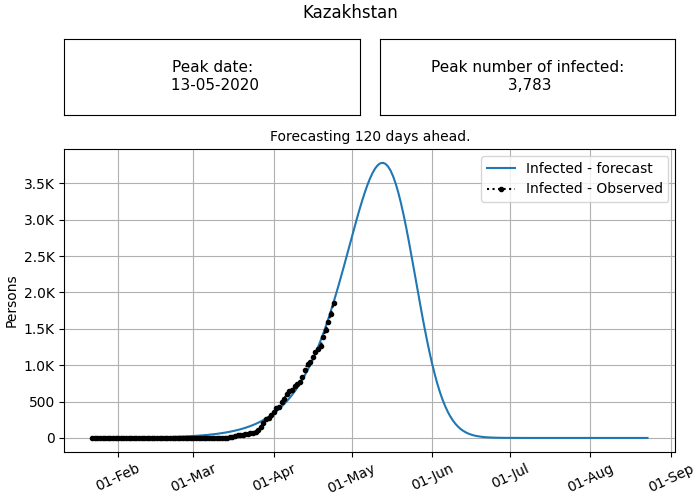 Kazakhstan
Peak date:
13-05-2020
Peak number of infected:
3,783
Forecasting 120 days ahead.
Infected - forecast
Infected - Observed
3.5K
3.0K
2.5K
2.0K
1.5K
1.0K
500
0
Persons
01-Feb
01-Mar
01-Apr
01-May
01-Jun
01-Jul
01-Aug
01-Sep